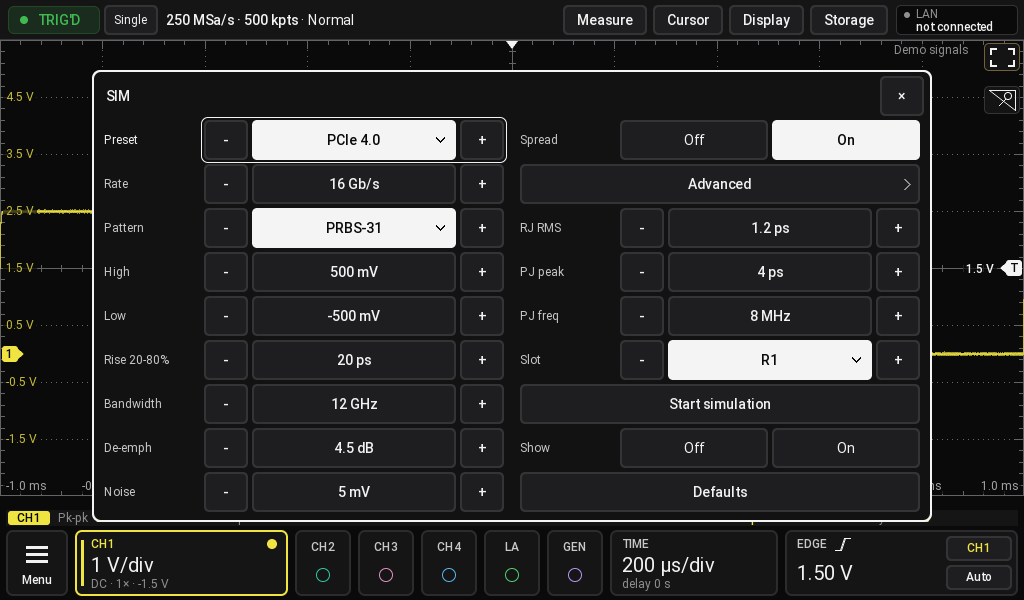 TRIG'D
Single
250 MSa/s · 500 kpts · Normal
Measure
Cursor
Display
Storage
LAN
not connected
Demo signals
SIM
×
Preset - PCIe 4.0 +
Spread Off On
Rate - 16 Gb/s +
Advanced
Pattern - PRBS-31 +
RJ RMS - 1.2 ps +
High - 500 mV +
PJ peak - 4 ps +
Low - -500 mV +
PJ freq - 8 MHz +
Rise 20-80% - 20 ps +
Slot - R1 +
Bandwidth - 12 GHz +
Start simulation
De-emph - 4.5 dB +
Show Off On
Noise - 5 mV +
Defaults
4.5 V
3.5 V
2.5 V
1.5 V
0.5 V
-0.5 V
-1.5 V
1
1.5 V T
-1.0 ms
1.0 ms
CH1 Pk-pk
Menu
CH1
1 V/div
DC · 1× · -1.5 V
CH2
CH3
CH4
LA
GEN
TIME
200 µs/div
delay 0 s
EDGE
1.50 V
CH1
Auto